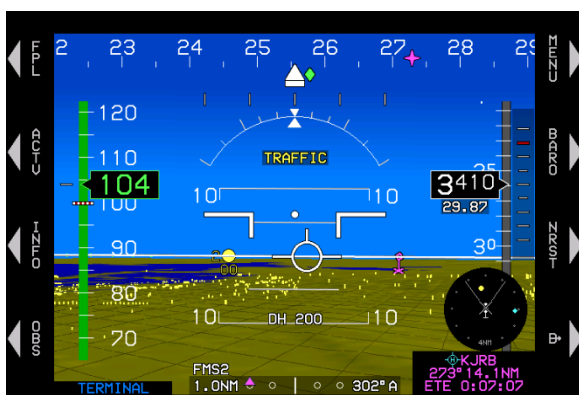 FPL
MENU
2 23 24 25 26 27 28 29
ACTV
BARO
INFO
NRST
OBS
120
110
104
100
90
80
70
TRAFFIC
10 10
3410
29.87
30
00
10 DH 200 10
4NM
KJRB
273°14.1NM
ETE 0:07:07
FMS2
1.0NM 302°A
TERMINAL